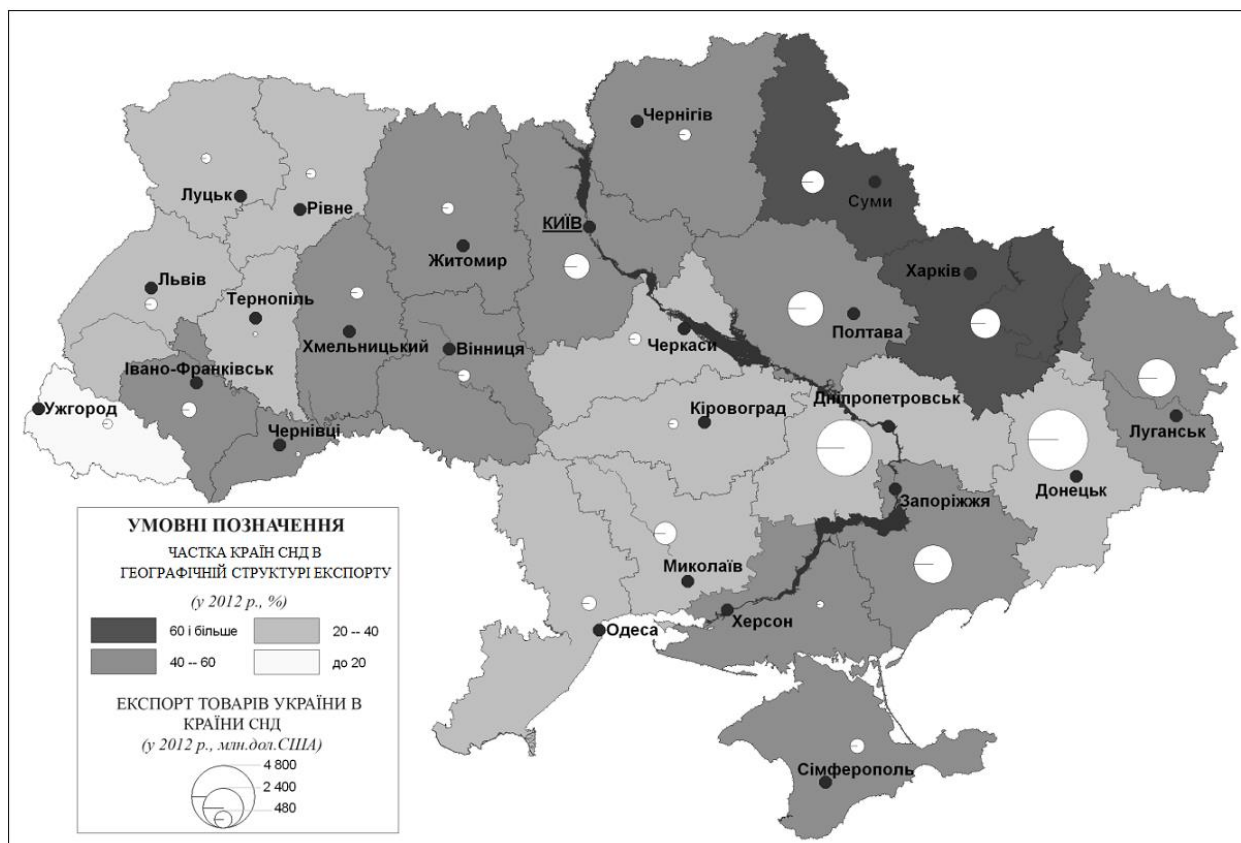 Чернігів
Суми
Луцьк
Рівне
КИЇВ
Житомир
Харків
Львів
Тернопіль
Хмельницький
Вінниця
Черкаси
Полтава
Івано-Франківськ
Ужгород
Чернівці
Кіровоград
Дніпропетровськ
Луганськ
Донецьк
Запоріжжя
Миколаїв
Херсон
Одеса
Сімферополь
УМОВНІ ПОЗНАЧЕННЯ
ЧАСТКА КРАЇН СНД В
ГЕОГРАФІЧНІЙ СТРУКТУРІ ЕКСПОРТУ
(у 2012 р., %)
60 і більше
20 -- 40
40 -- 60
до 20
ЕКСПОРТ ТОВАРІВ УКРАЇНИ В
КРАЇНИ СНД
(у 2012 р., млн.дол.США)
4 800
2 400
480